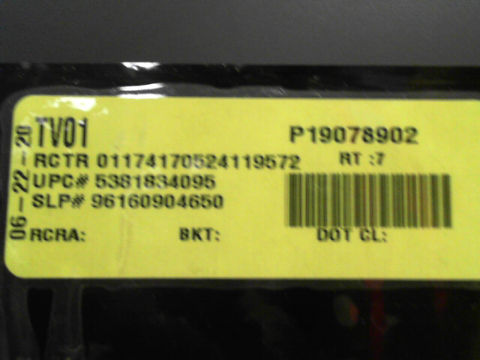 TV01 P19078902
RCTR 01174170524119572 RT :7
UPC# 5381834095
SLP# 96160904650
RCRA: BKT: DOT CL:
06-22-20